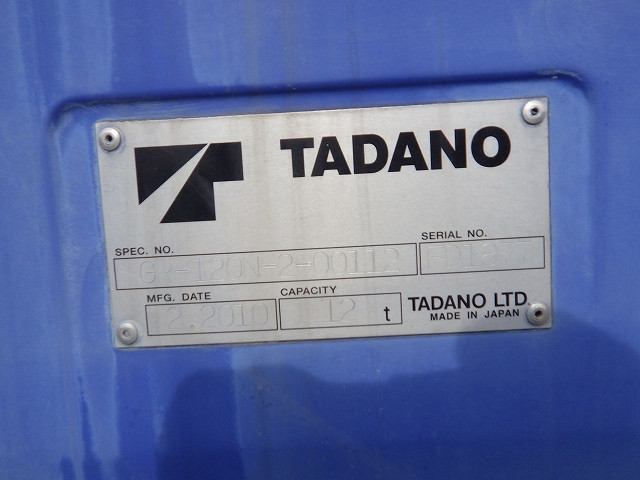 TADANO
SPEC. NO.
GR-120N-2-00112
SERIAL NO.
MFG. DATE
12.2010
CAPACITY
12 t
TADANO LTD.
MADE IN JAPAN